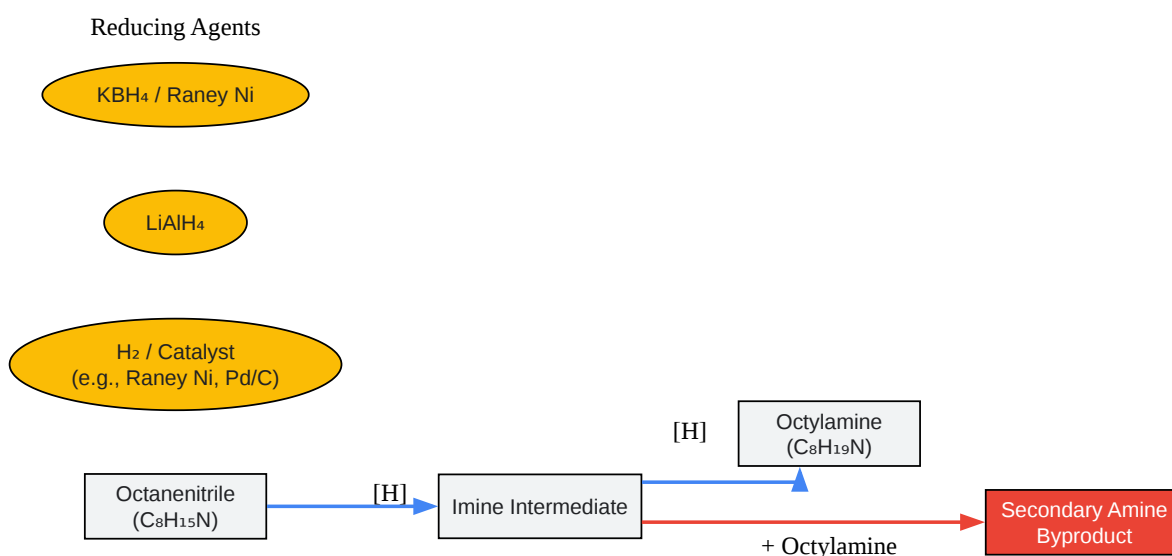 Reducing Agents
KBH₄ / Raney Ni
LiAlH₄
H₂ / Catalyst
(e.g., Raney Ni, Pd/C)
Octylamine
(C₈H₁₉N)
[H]
[H]
Octanenitrile
(C₈H₁₅N)
Imine Intermediate
Secondary Amine
Byproduct
+ Octylamine